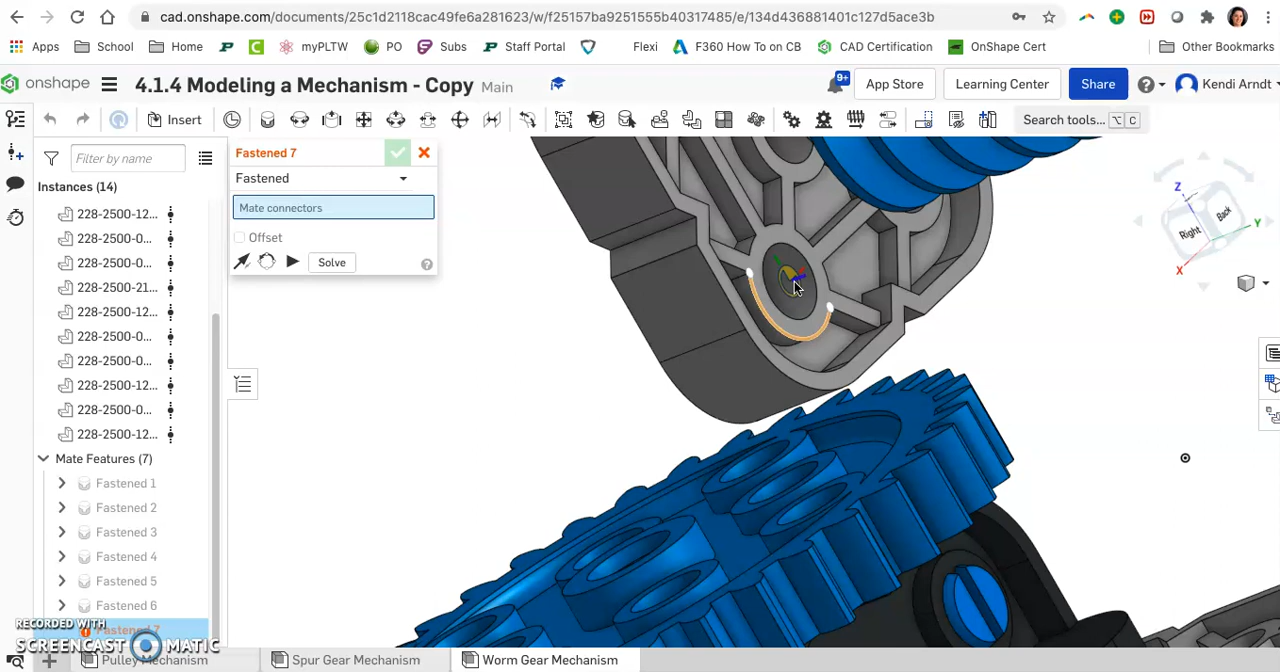 cad.onshape.com/documents/25c1d2118cac49fe6a281623/w/f25157ba9251555b40317485/e/134d436881401c127d5ace3b
Apps School Home myPLTW PO Subs Staff Portal Flexi F360 How To on CB CAD Certification OnShape Cert Other Bookmarks
onshape 4.1.4 Modeling a Mechanism - Copy Main 9+ App Store Learning Center Share Kendi Arndt
Insert Search tools... ⌥ C
Filter by name
Instances (14)
228-2500-12...
228-2500-0...
228-2500-0...
228-2500-21...
228-2500-0...
228-2500-0...
228-2500-0...
228-2500-12...
228-2500-0...
228-2500-12...
Mate Features (7)
Fastened 1
Fastened 2
Fastened 3
Fastened 4
Fastened 5
Fastened 6
Fastened 7
Fastened 7
Fastened
Mate connectors
Offset
Solve
Z
Back
Right
Y
X
RECORDED WITH
SCREENCAST MATIC
Pulley Mechanism Spur Gear Mechanism Worm Gear Mechanism